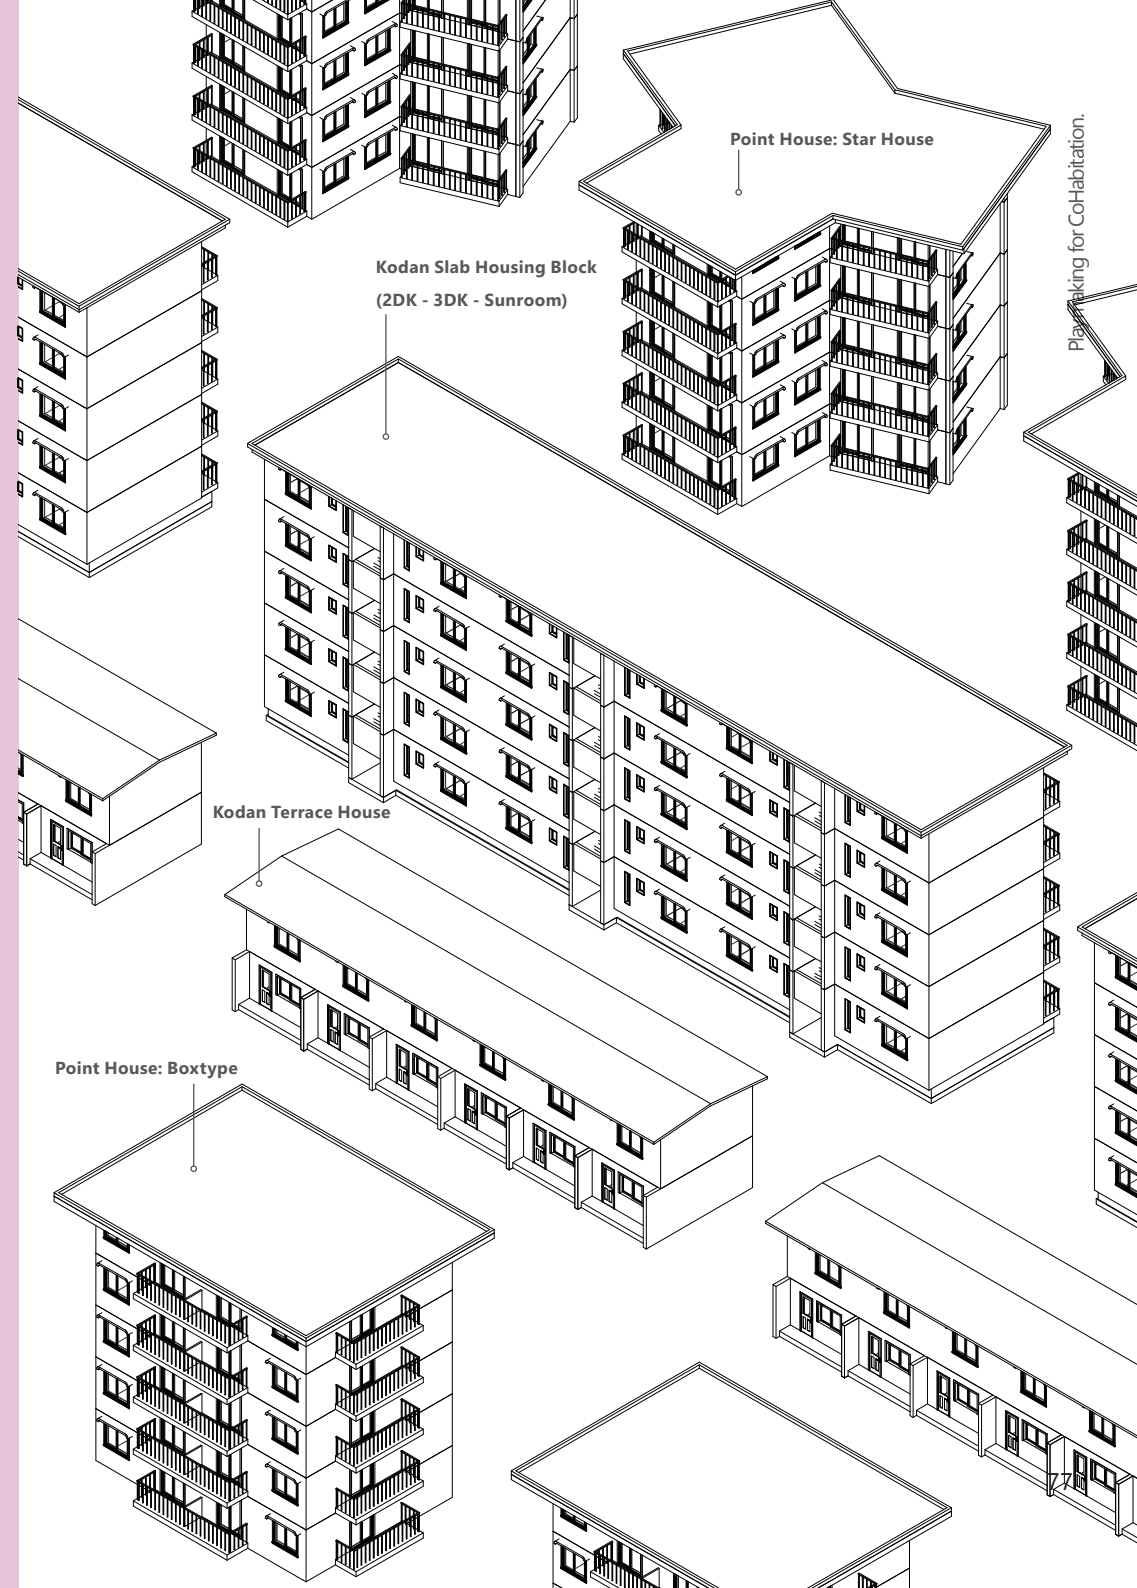 Point House: Star House
Playmaking for CoHabitation.
Kodan Slab Housing Block
(2DK - 3DK - Sunroom)
Kodan Terrace House
Point House: Boxtype
77